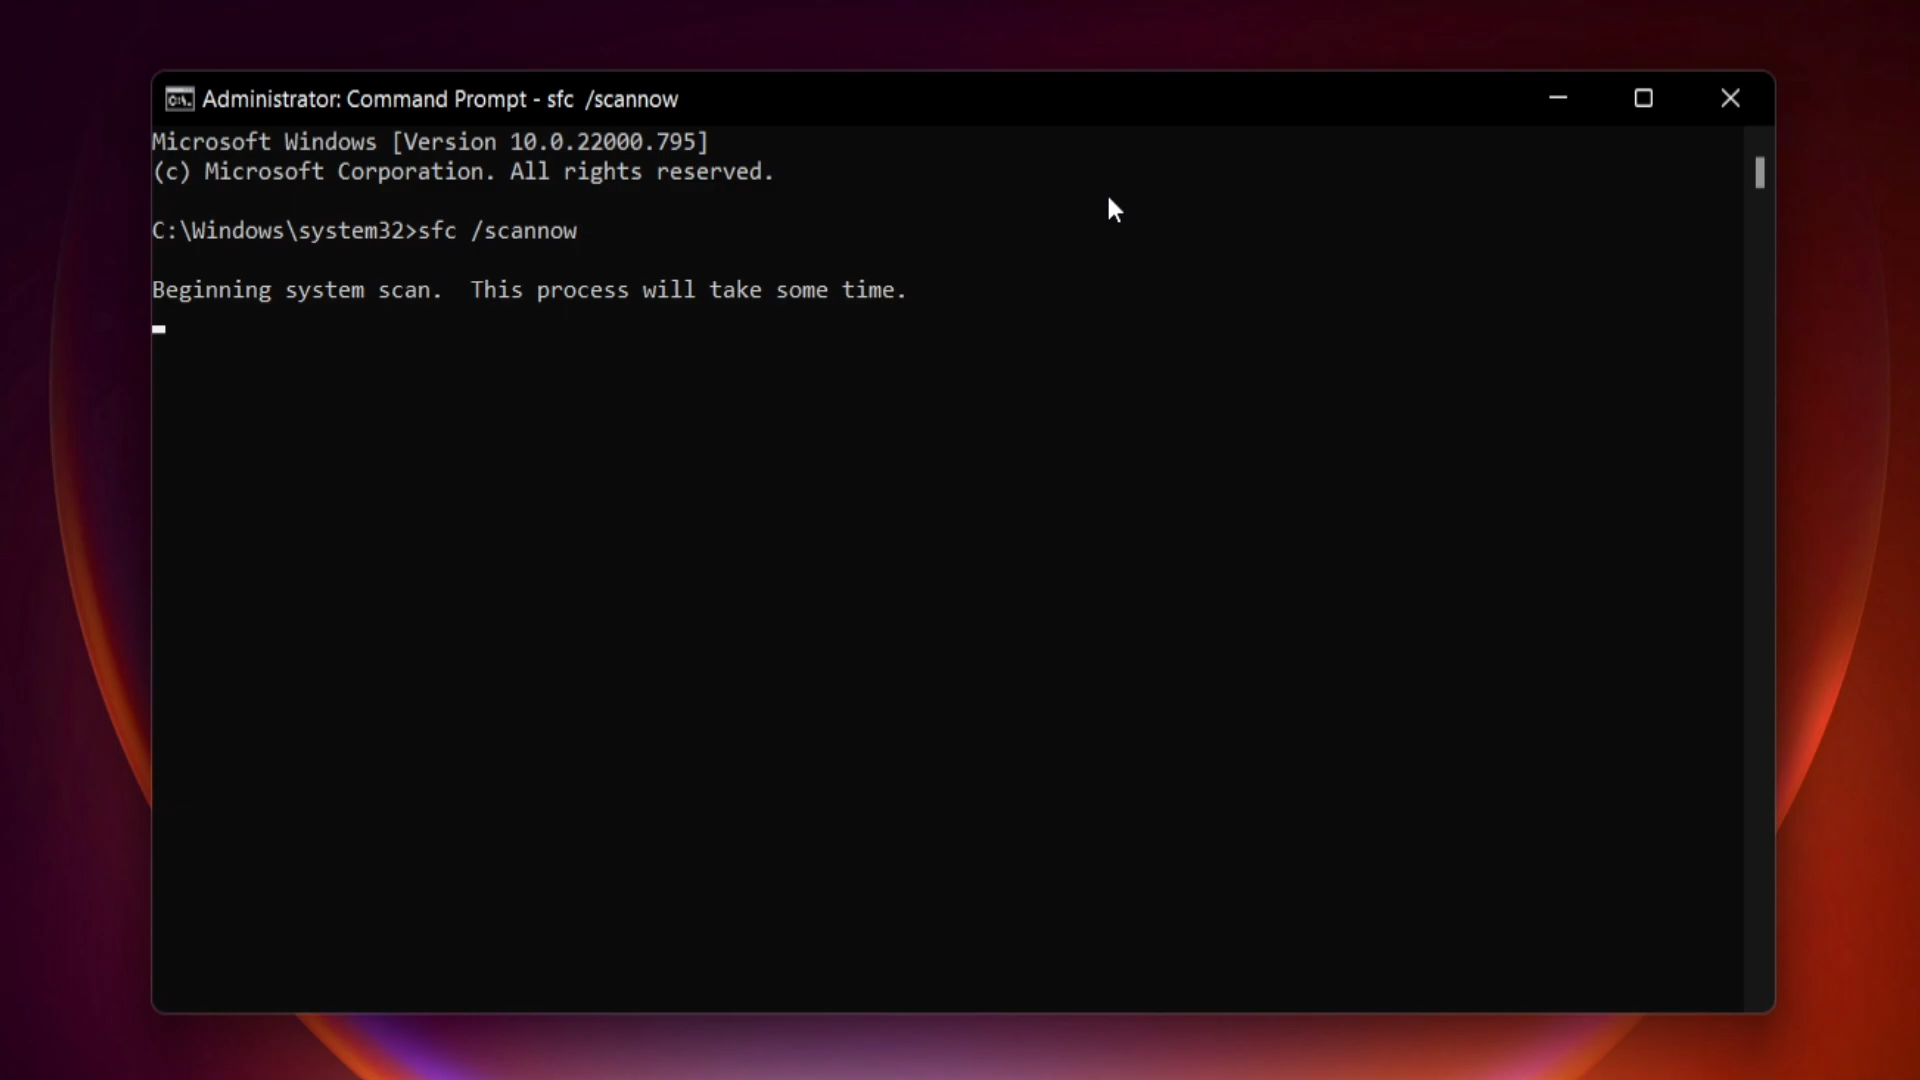 Administrator: Command Prompt - sfc  /scannow
Microsoft Windows [Version 10.0.22000.795]
(c) Microsoft Corporation. All rights reserved.
C:\Windows\system32>sfc /scannow
Beginning system scan.  This process will take some time.